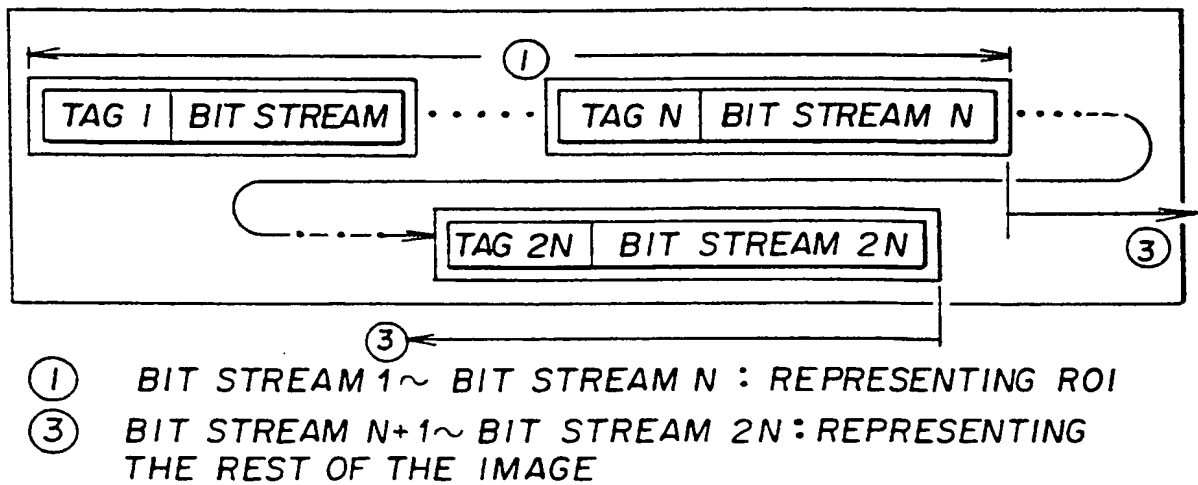 ①
TAG 1 BIT STREAM ..... TAG N BIT STREAM N
TAG 2N BIT STREAM 2N
③
③
① BIT STREAM 1~ BIT STREAM N : REPRESENTING ROI
③ BIT STREAM N+1~ BIT STREAM 2N : REPRESENTING
THE REST OF THE IMAGE